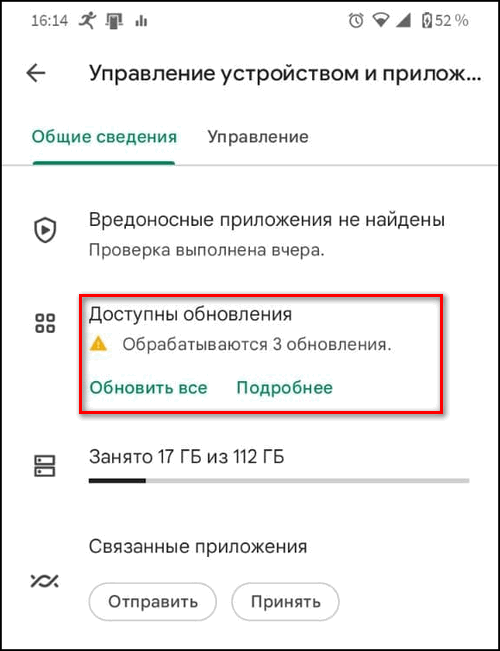 16:14 52 %
Управление устройством и прилож...
Общие сведения Управление
Вредоносные приложения не найдены
Проверка выполнена вчера.
Доступны обновления
Обрабатываются 3 обновления.
Обновить все Подробнее
Занято 17 ГБ из 112 ГБ
Связанные приложения
Отправить Принять